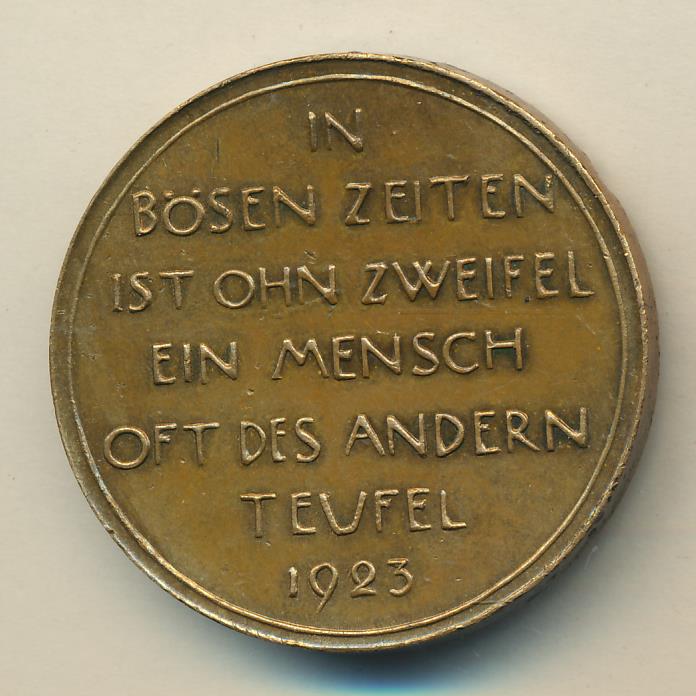 IN
BÖSEN ZEITEN
IST OHN ZWEIFEL
EIN MENSCH
OFT DES ANDERN
TEUFEL
1923